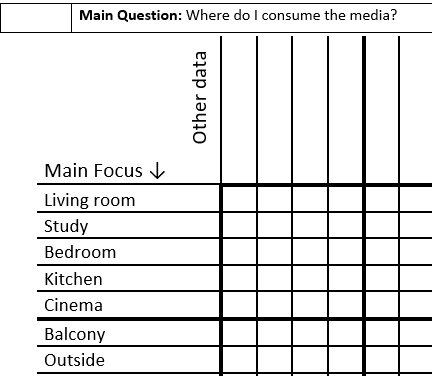 Main Question: Where do I consume the media?
Other data
Main Focus ↓
Living room
Study
Bedroom
Kitchen
Cinema
Balcony
Outside